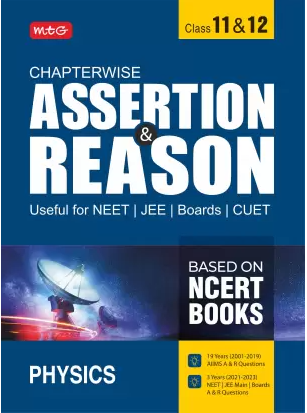 mtG
Class 11 & 12
CHAPTERWISE
ASSERTION
&
REASON
Useful for NEET | JEE | Boards | CUET
BASED ON
NCERT
BOOKS
19 Years (2001-2019)
AIIMS A & R Questions
3 Years (2021-2023)
NEET | JEE Main | Boards
A & R Questions
PHYSICS